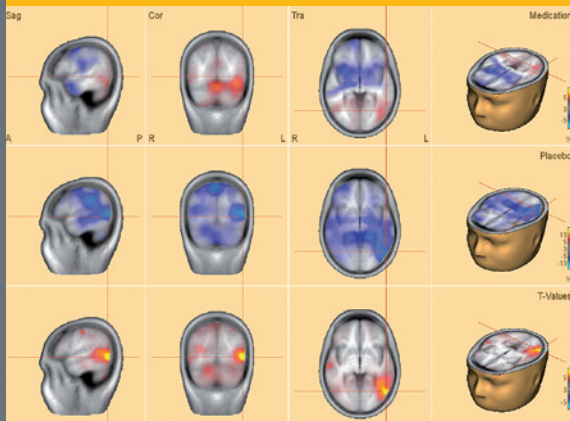 Sag
Cor
Tra
Medication
A
P
R
L
R
L
Placebo
T-Values